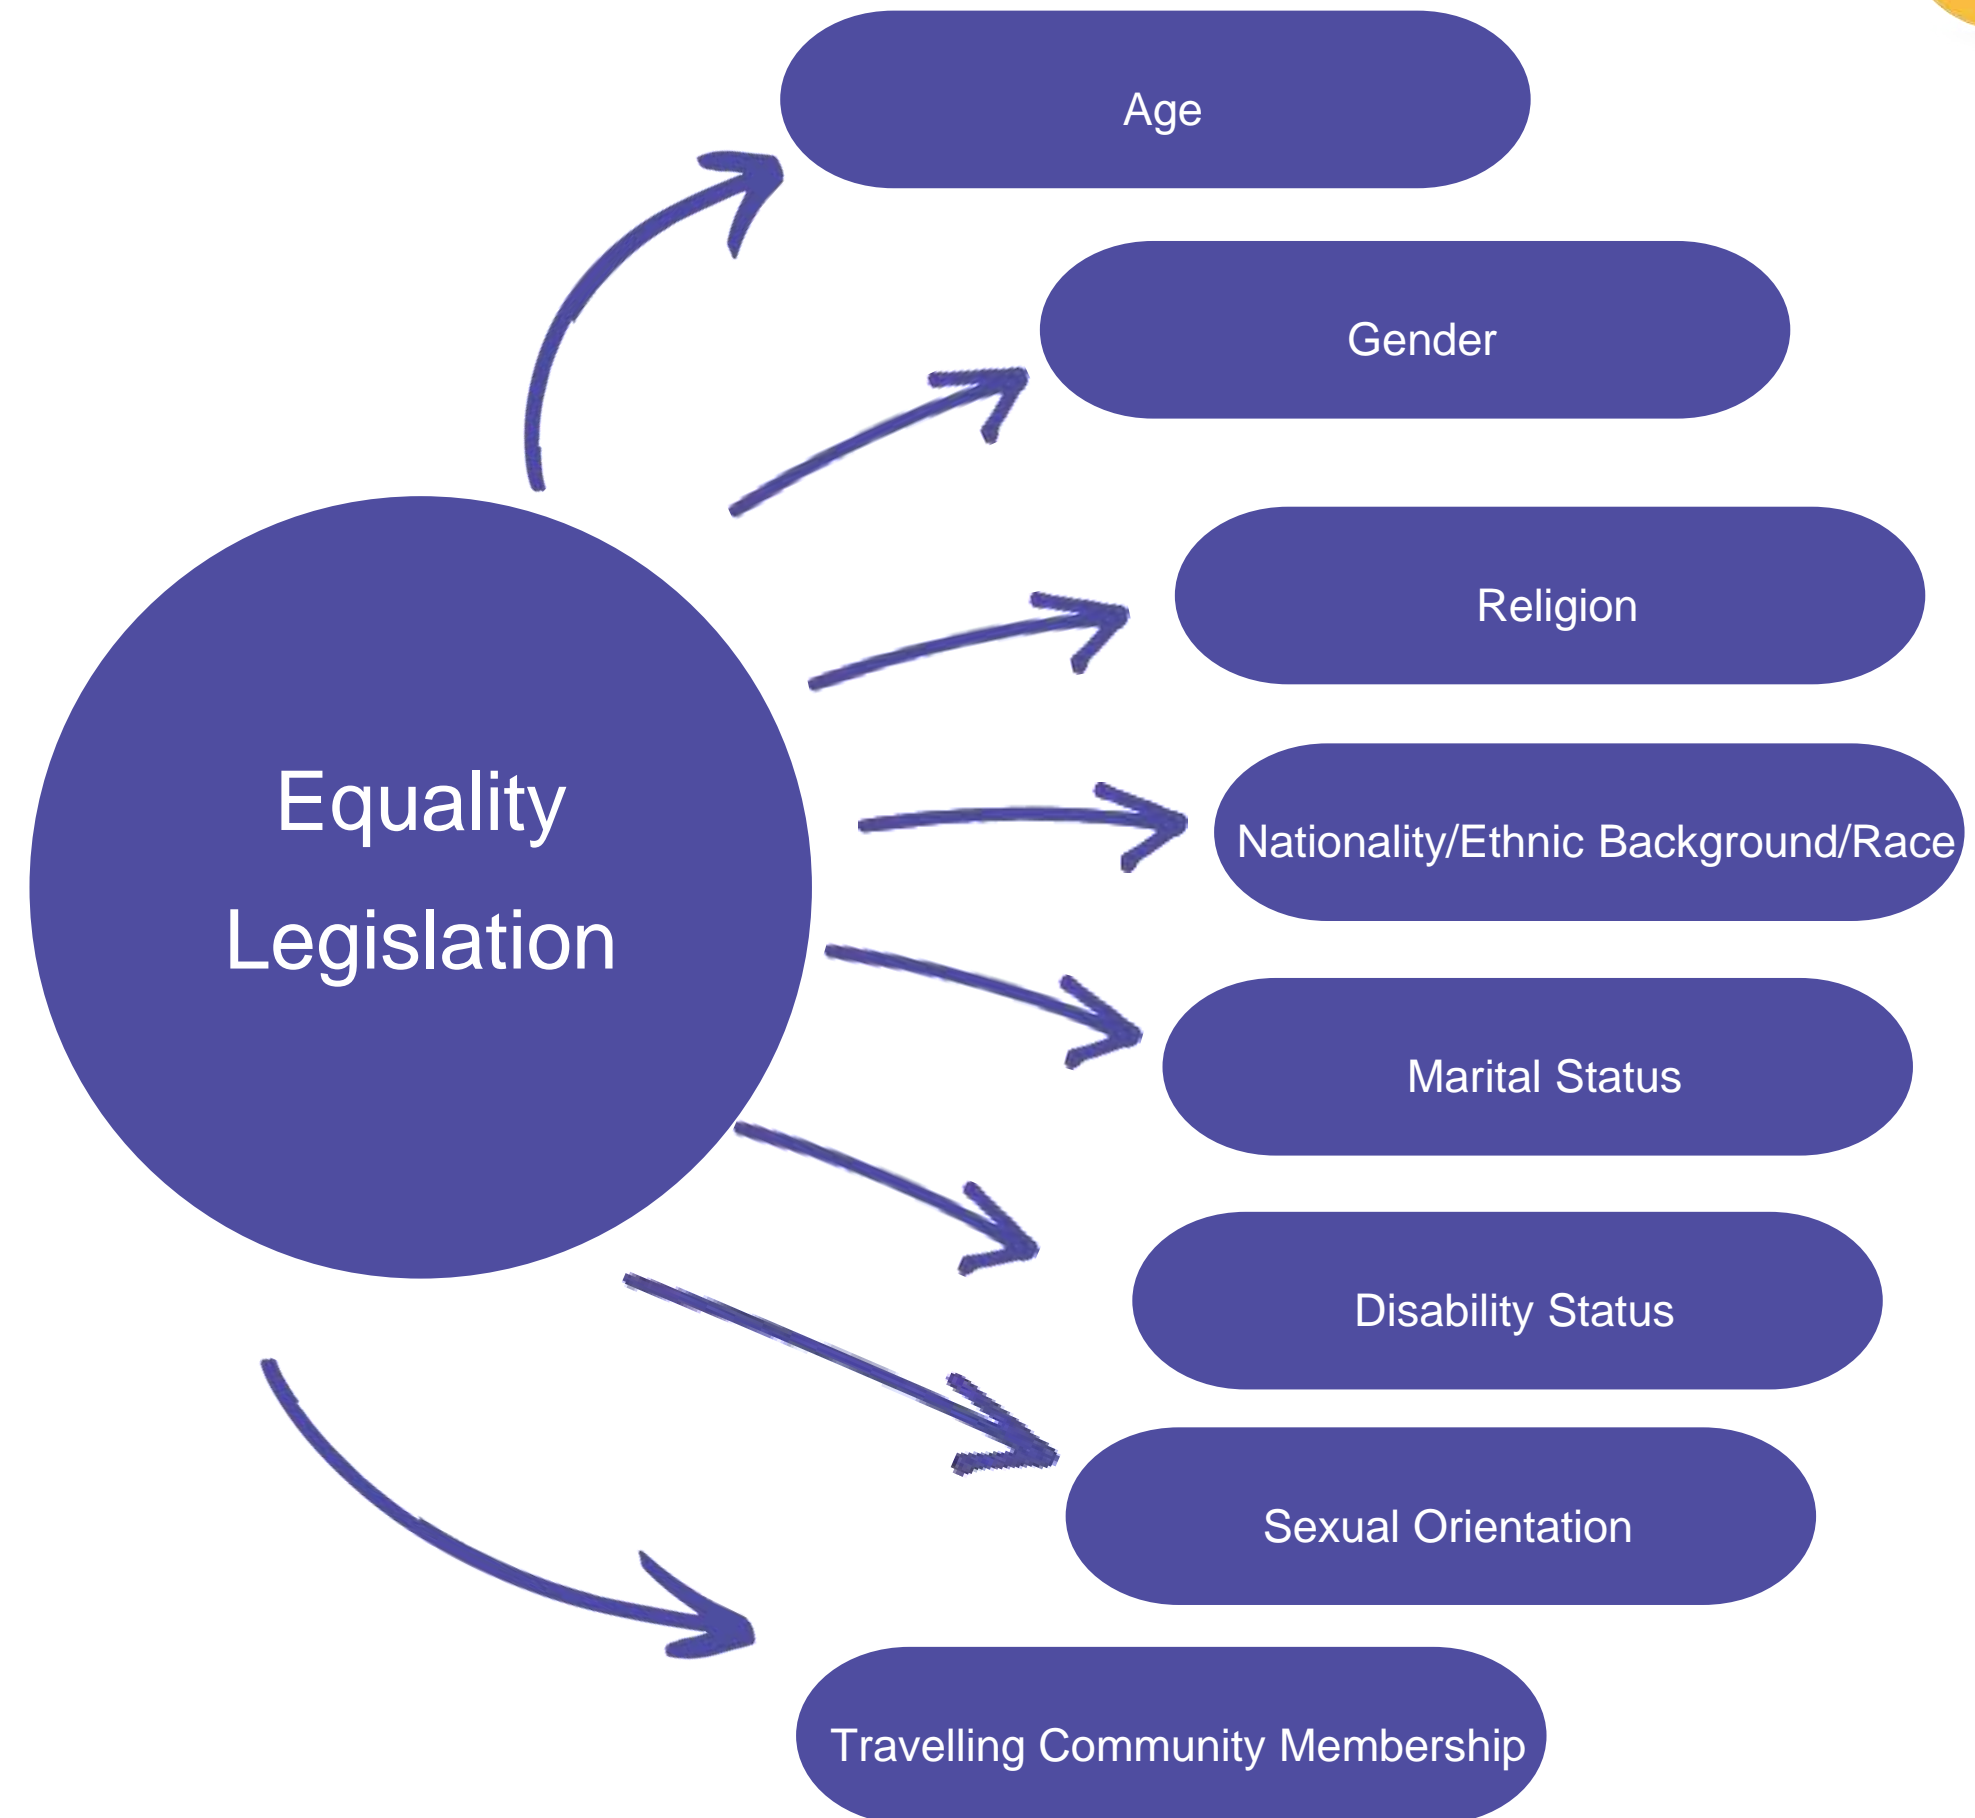 Age
Gender
Religion
Equality
Legislation
Nationality/Ethnic Background/Race
Marital Status
Disability Status
Sexual Orientation
Travelling Community Membership